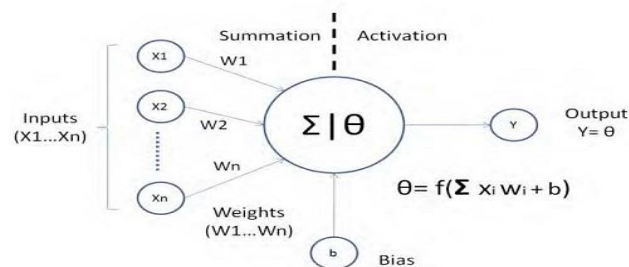 Summation
Activation
X1
W1
X2
W2
Inputs
(X1...Xn)
Wn
Xn
Σ|θ
Y
Output
Y= θ
θ= f(Σ xi wi + b)
Weights
(W1...Wn)
b
Bias